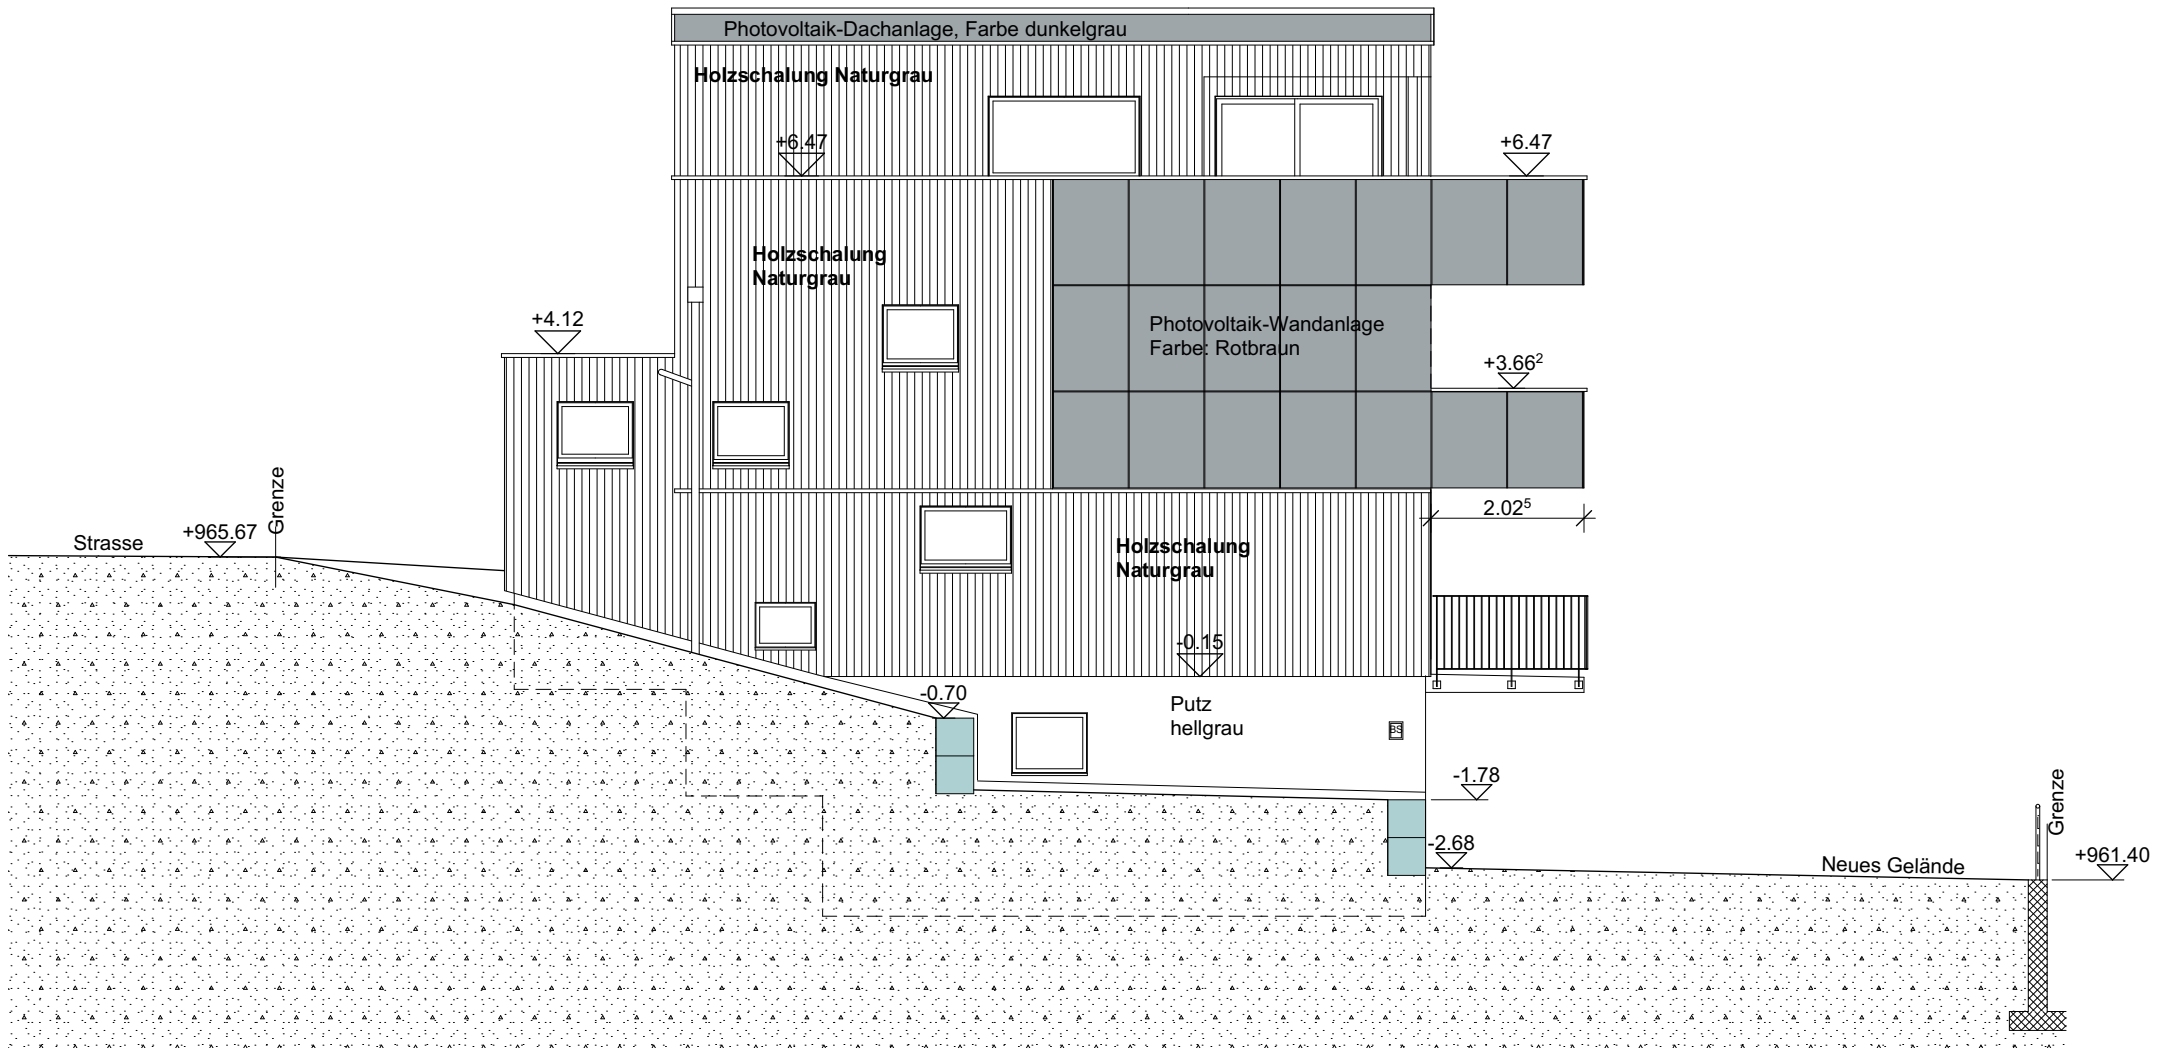 Photovoltaik-Dachanlage, Farbe dunkelgrau
Holzschalung Naturgrau
+6.47
+6.47
Holzschalung
Naturgrau
+4.12
Photovoltaik-Wandanlage
Farbe: Rotbraun
+3.66²
Grenze
2.02⁵
Strasse
+965.67
Holzschalung
Naturgrau
-0.15
-0.70
Putz
hellgrau
BS
-1.78
Grenze
-2.68
Neues Gelände
+961.40